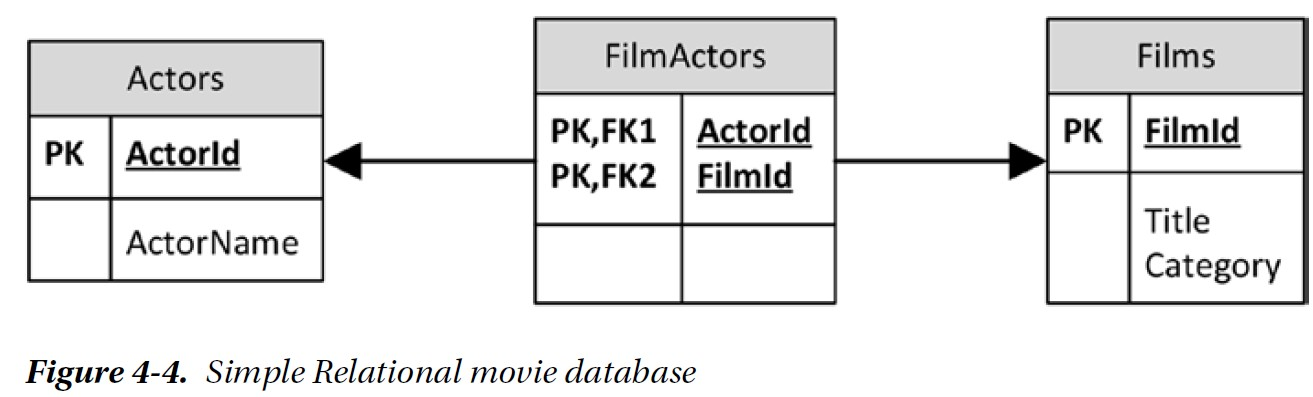 Actors
PK ActorId
ActorName
FilmActors
PK,FK1 ActorId
PK,FK2 FilmId
Films
PK FilmId
Title
Category
Figure 4-4. Simple Relational movie database